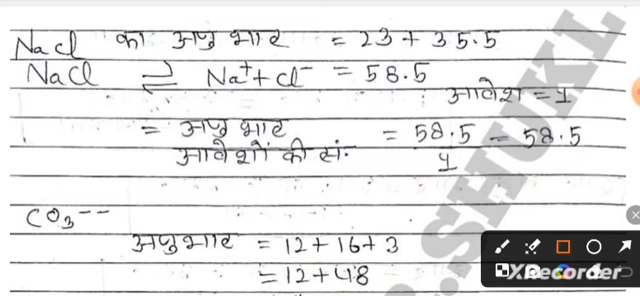 NaCl का अणु भार = 23 + 35.5
NaCl ⇌ Na⁺ + Cl⁻ = 58.5
आवेश = 1
= अणु भार / आवेशों की सं. = 58.5 / 1 = 58.5
CO₃⁻⁻
अणुभार = 12 + 16 + 3
= 12 + 48
XRecorder
.SHUKL